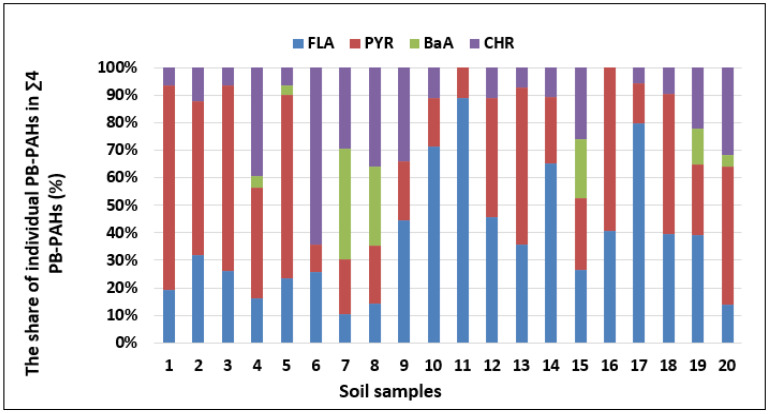 FLA PYR BaA CHR
100%
90%
80%
70%
60%
50%
40%
30%
20%
10%
0%
The share of individual PB-PAHs in ∑4
PB-PAHs (%)
1 2 3 4 5 6 7 8 9 10 11 12 13 14 15 16 17 18 19 20
Soil samples